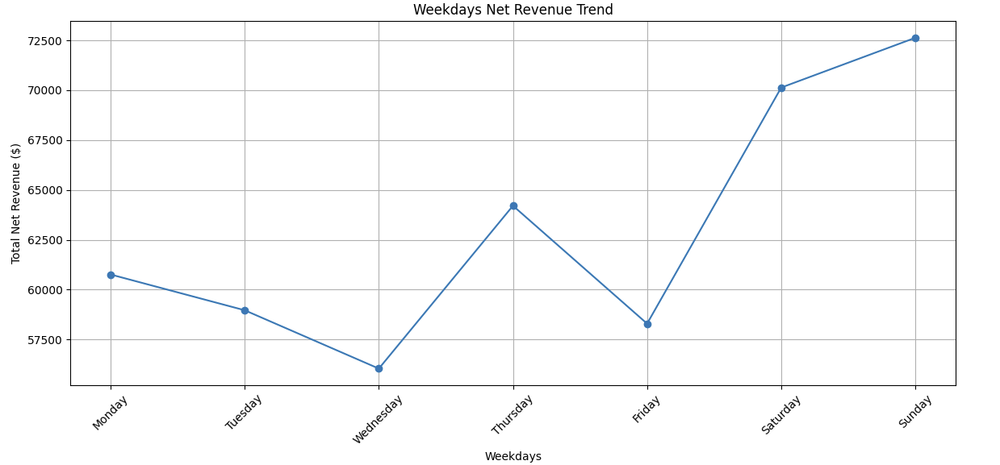 Weekdays Net Revenue Trend
Total Net Revenue ($)
72500
70000
67500
65000
62500
60000
57500
Monday
Tuesday
Wednesday
Thursday
Friday
Saturday
Sunday
Weekdays